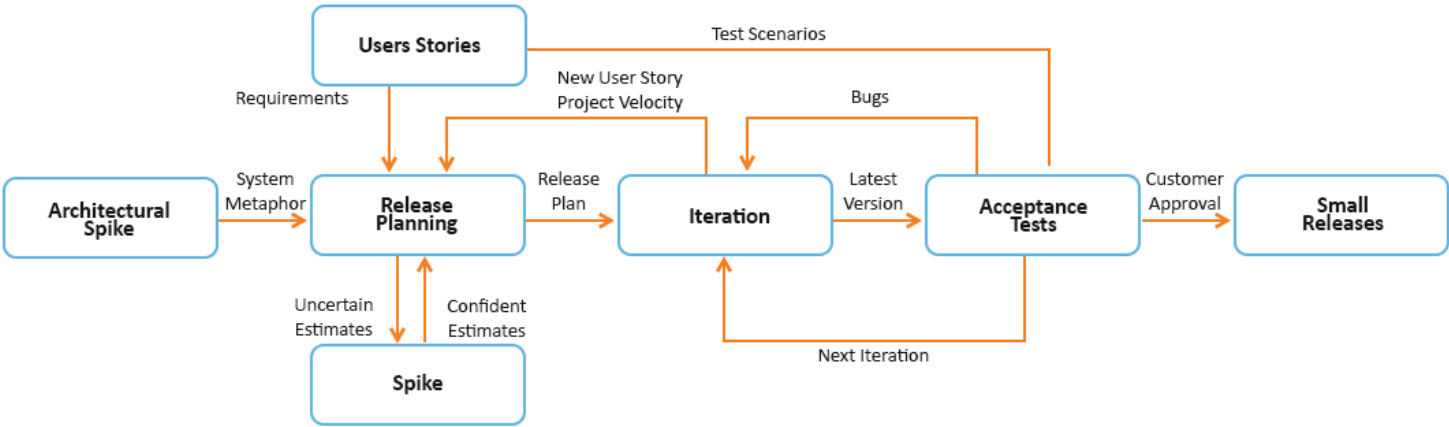 Users Stories
Test Scenarios
New User Story
Project Velocity
Bugs
Requirements
System
Metaphor
Release
Plan
Latest
Version
Customer
Approval
Architectural
Spike
Release
Planning
Iteration
Acceptance
Tests
Small
Releases
Uncertain
Estimates
Confident
Estimates
Next Iteration
Spike